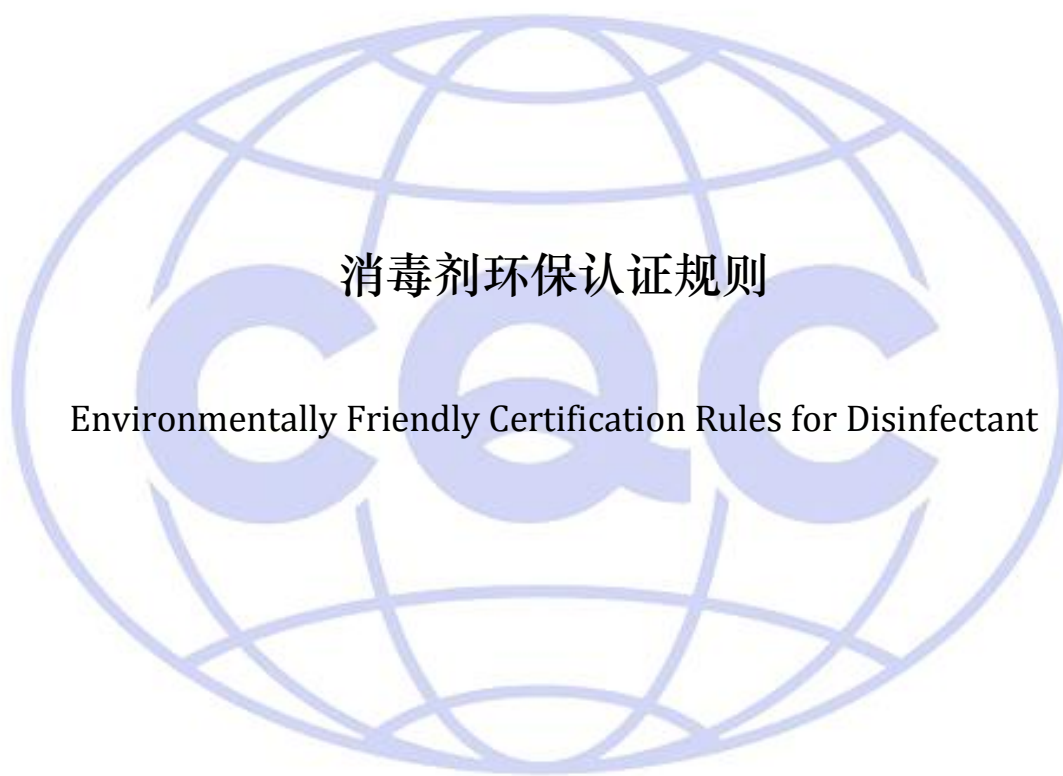 消毒剂环保认证规则
CQC
Environmentally Friendly Certification Rules for Disinfectant